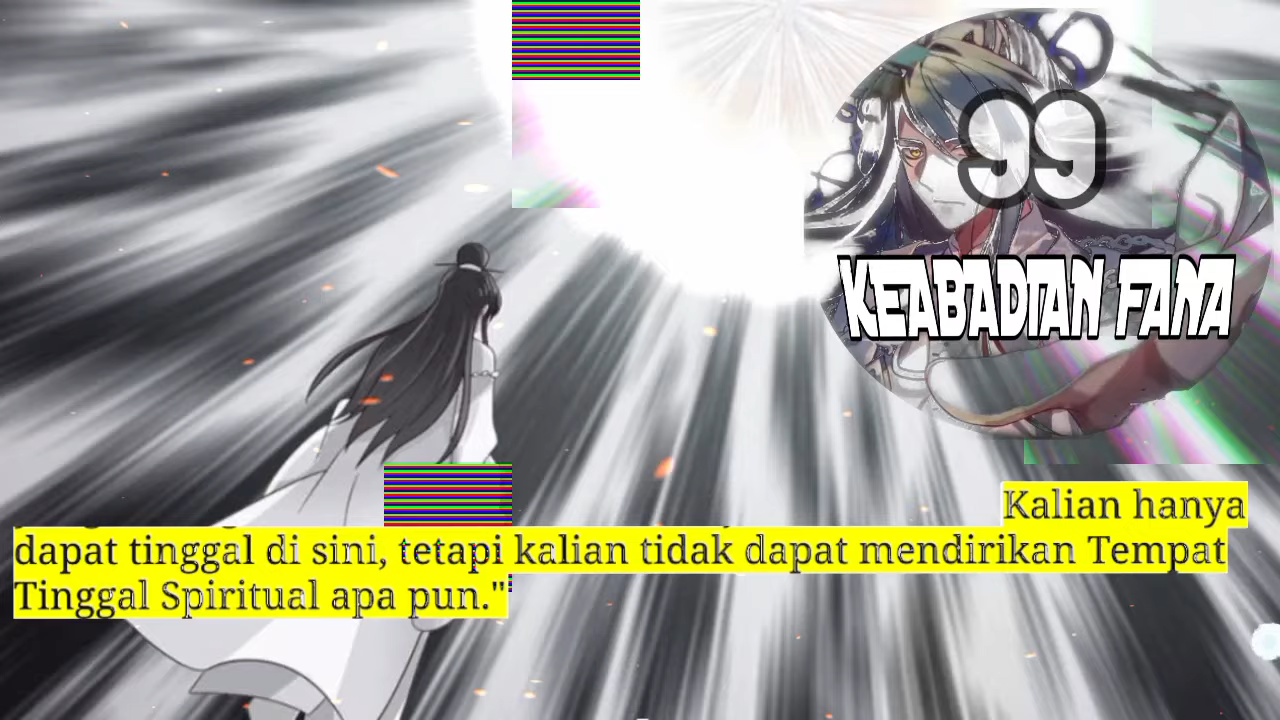 99
KEABADIAN FANA
Kalian hanya
dapat tinggal di sini, tetapi kalian tidak dapat mendirikan Tempat
Tinggal Spiritual apa pun."